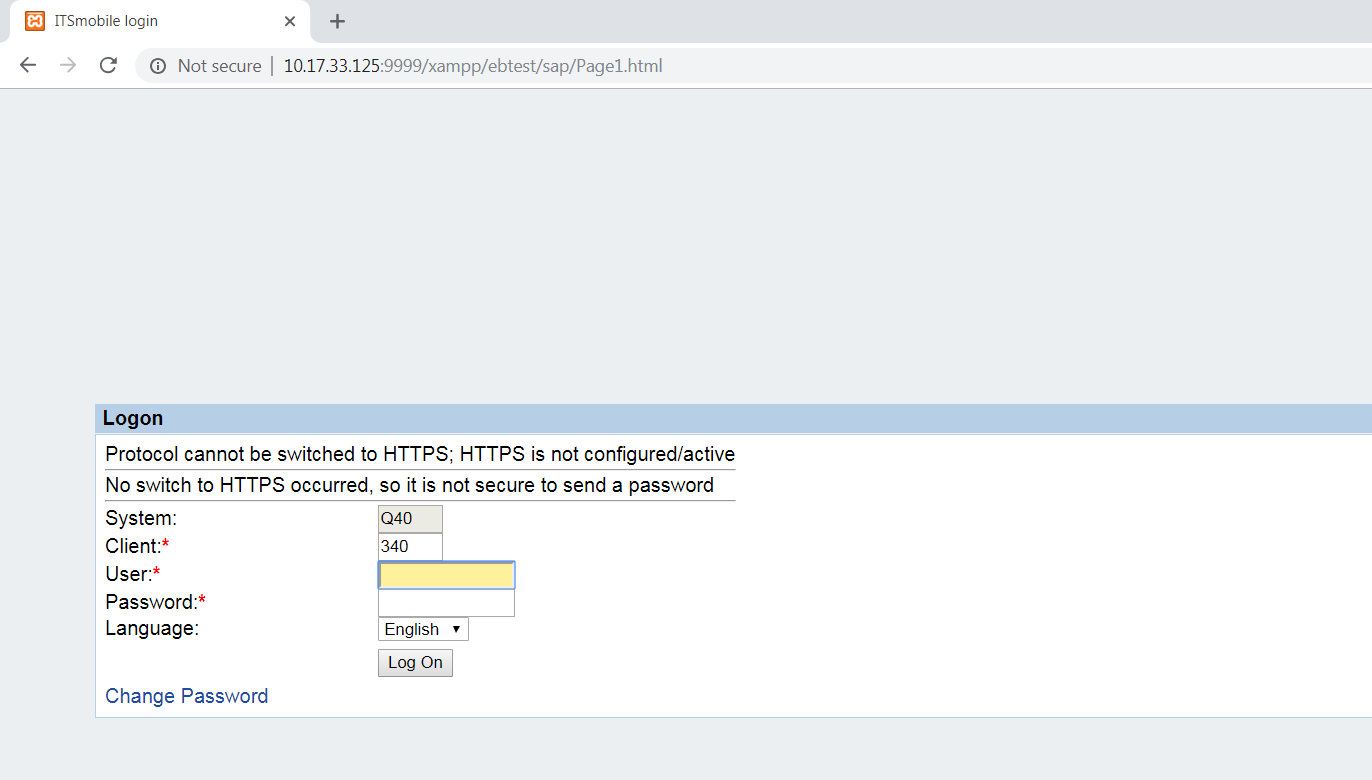 ITSmobile login
Not secure | 10.17.33.125:9999/xampp/ebtest/sap/Page1.html
Logon
Protocol cannot be switched to HTTPS; HTTPS is not configured/active
No switch to HTTPS occurred, so it is not secure to send a password
System: Q40
Client:* 340
User:*
Password:*
Language: English
Log On
Change Password